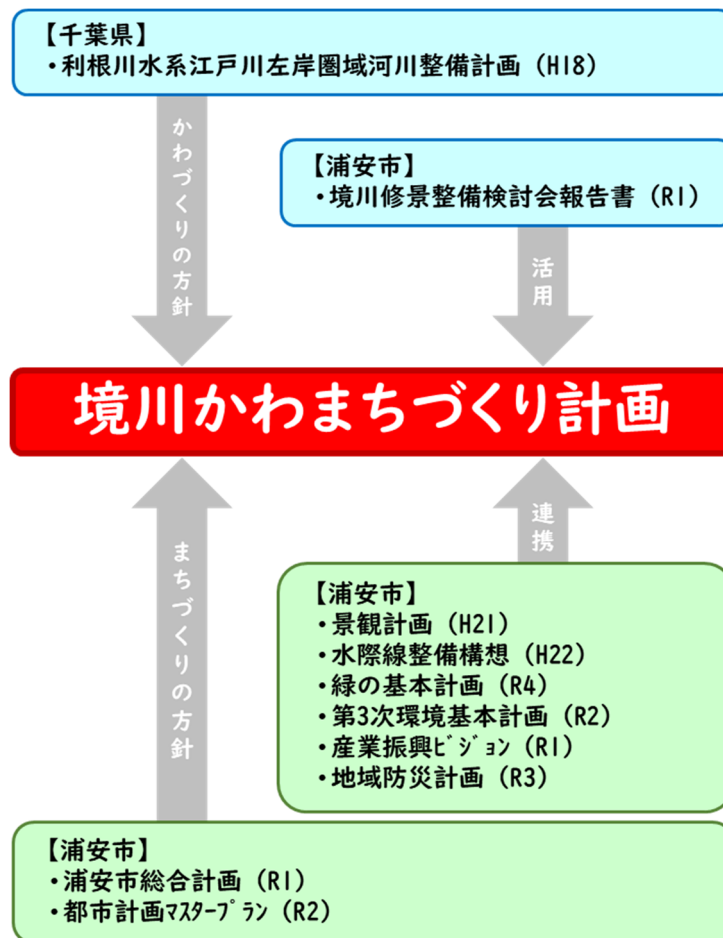 【千葉県】
・利根川水系江戸川左岸圏域河川整備計画（H18）
かわづくりの方針
【浦安市】
・境川修景整備検討会報告書（R1）
活用
境川かわまちづくり計画
まちづくりの方針
連携
【浦安市】
・景観計画（H21）
・水際線整備構想（H22）
・緑の基本計画（R4）
・第3次環境基本計画（R2）
・産業振興ﾋﾞｼﾞｮﾝ（R1）
・地域防災計画（R3）
【浦安市】
・浦安市総合計画（R1）
・都市計画ﾏｽﾀｰﾌﾟﾗﾝ（R2）